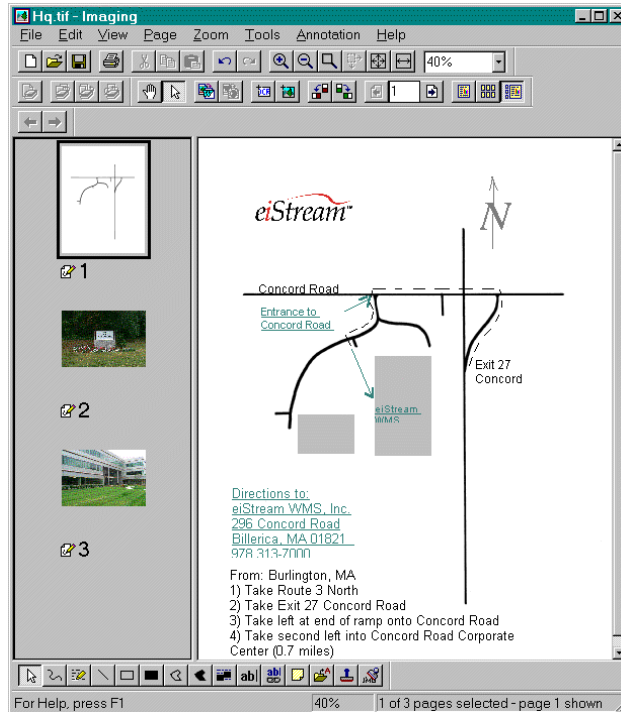 Hq.tif - Imaging
File Edit View Page Zoom Tools Annotation Help
40%
1
1
2
3
eiStream™
N
Concord Road
Entrance to
Concord Road
Exit 27
Concord
eiStream
WMS
Directions to:
eiStream WMS, Inc.
296 Concord Road
Billerica, MA 01821
978 313-7000
From: Burlington, MA
1) Take Route 3 North
2) Take Exit 27 Concord Road
3) Take left at end of ramp onto Concord Road
4) Take second left into Concord Road Corporate
Center (0.7 miles)
ab| ab|
For Help, press F1 40% 1 of 3 pages selected - page 1 shown